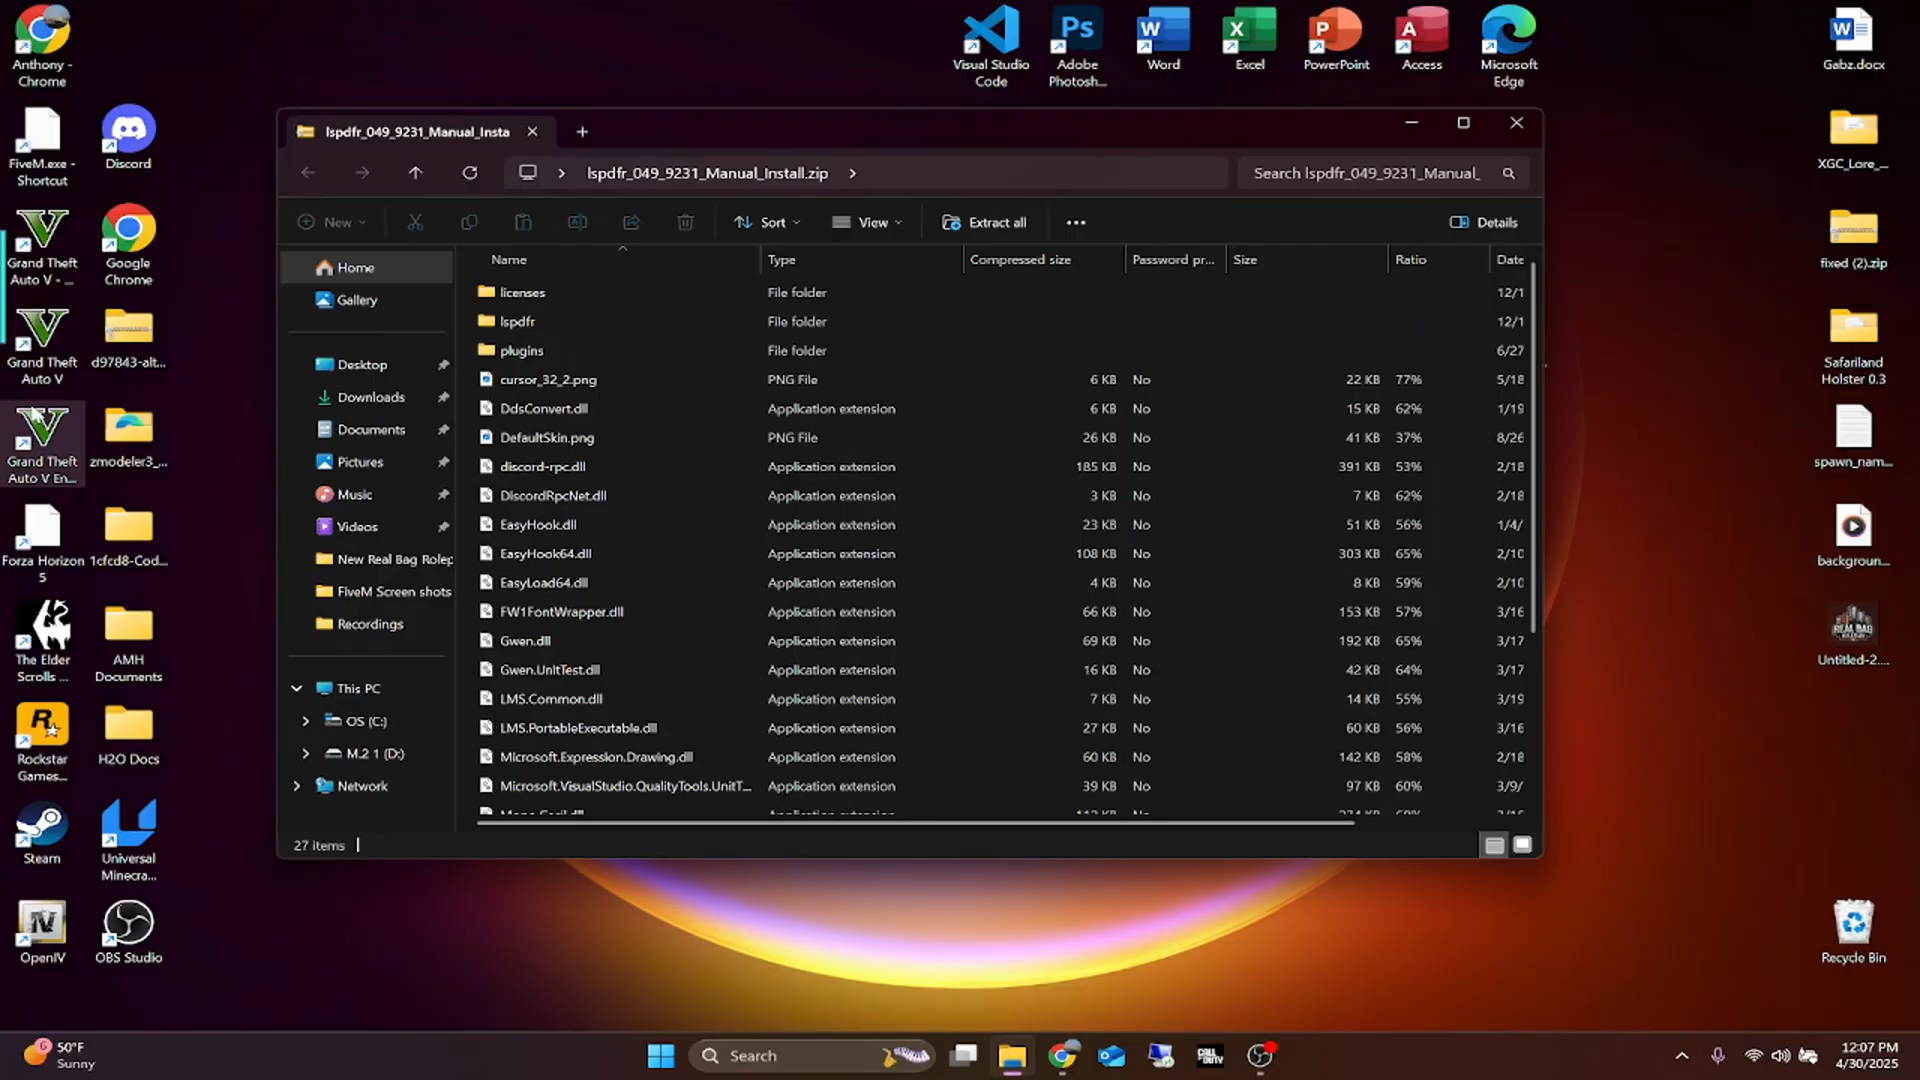 Anthony -
Chrome
FiveM.exe -
Shortcut
Discord
Grand Theft
Auto V - ...
Google
Chrome
Grand Theft
Auto V
d97843-alt...
Grand Theft
Auto V En...
zmodeler3_...
Forza Horizon
5
1cfcd8-Cod...
The Elder
Scrolls ...
AMH
Documents
Rockstar
Games...
H2O Docs
Steam
Universal
Minecra...
OpenIV
OBS Studio
Visual Studio
Code
Adobe
Photosh...
Word
Excel
PowerPoint
Access
Microsoft
Edge
Gabz.docx
XGC_Lore_...
fixed (2).zip
Safariland
Holster 0.3
spawn_nam...
backgroun...
REAL BAG
Untitled-2....
Recycle Bin
lspdfr_049_9231_Manual_Insta
lspdfr_049_9231_Manual_Install.zip
Search lspdfr_049_9231_Manual_
New
Sort
View
Extract all
Details
Home
Gallery
Desktop
Downloads
Documents
Pictures
Music
Videos
New Real Bag Rolep
FiveM Screen shots
Recordings
This PC
OS (C:)
M.2 1 (D:)
Network
Name Type Compressed size Password pr... Size Ratio Date
licenses File folder 12/1
lspdfr File folder 12/1
plugins File folder 6/27
cursor_32_2.png PNG File 6 KB No 22 KB 77% 5/18
DdsConvert.dll Application extension 6 KB No 15 KB 62% 1/19
DefaultSkin.png PNG File 26 KB No 41 KB 37% 8/26
discord-rpc.dll Application extension 185 KB No 391 KB 53% 2/18
DiscordRpcNet.dll Application extension 3 KB No 7 KB 62% 2/18
EasyHook.dll Application extension 23 KB No 51 KB 56% 1/4/
EasyHook64.dll Application extension 108 KB No 303 KB 65% 2/10
EasyLoad64.dll Application extension 4 KB No 8 KB 59% 2/10
FW1FontWrapper.dll Application extension 66 KB No 153 KB 57% 3/16
Gwen.dll Application extension 69 KB No 192 KB 65% 3/17
Gwen.UnitTest.dll Application extension 16 KB No 42 KB 64% 3/17
LMS.Common.dll Application extension 7 KB No 14 KB 55% 3/19
LMS.PortableExecutable.dll Application extension 27 KB No 60 KB 56% 3/16
Microsoft.Expression.Drawing.dll Application extension 60 KB No 142 KB 58% 2/18
Microsoft.VisualStudio.QualityTools.UnitT... Application extension 39 KB No 97 KB 60% 3/9/
27 items
50°F
Sunny
Search
CALL OF DUTY
12:07 PM
4/30/2025